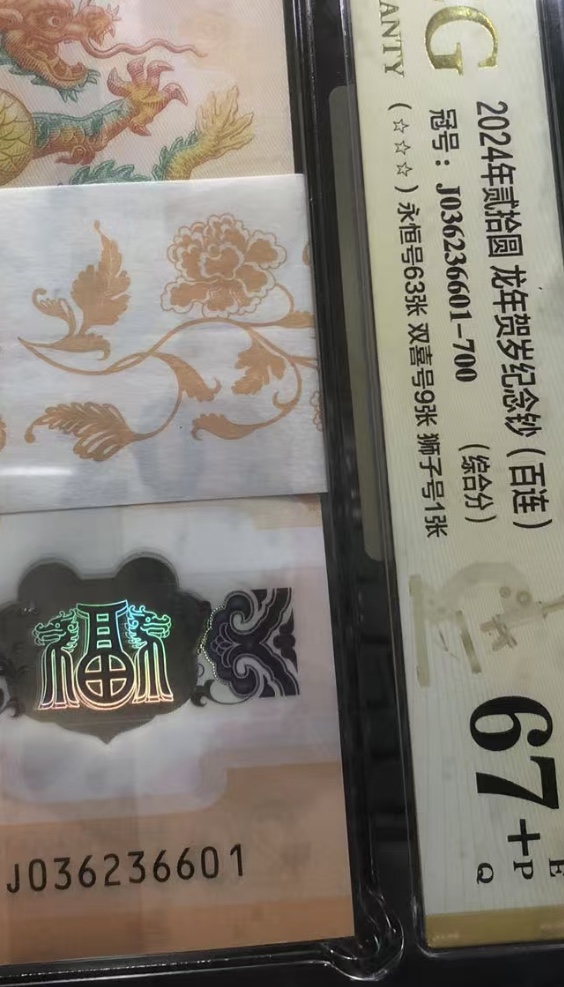 G
ANTY
2024年贰拾圆 龙年贺岁纪念钞（百连）
冠号：J036236601-700 （综合分）
（☆☆☆）永恒号63张 双喜号9张 狮子号1张
67+
E
P
Q
福
J036236601